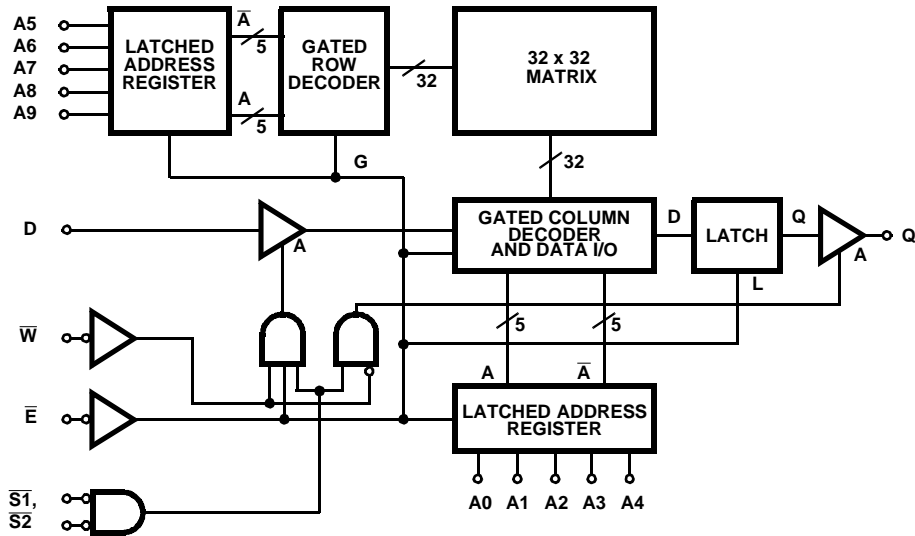 A5
A6
A7
A8
A9
LATCHED
ADDRESS
REGISTER
A̅
5
A
5
GATED
ROW
DECODER
32
32 x 32
MATRIX
G
32
D
A
GATED COLUMN
DECODER
AND DATA I/O
D
LATCH
Q
A
Q
L
W̅
5
5
A
A̅
E̅
LATCHED ADDRESS
REGISTER
S̅1̅,
S̅2̅
A0 A1 A2 A3 A4